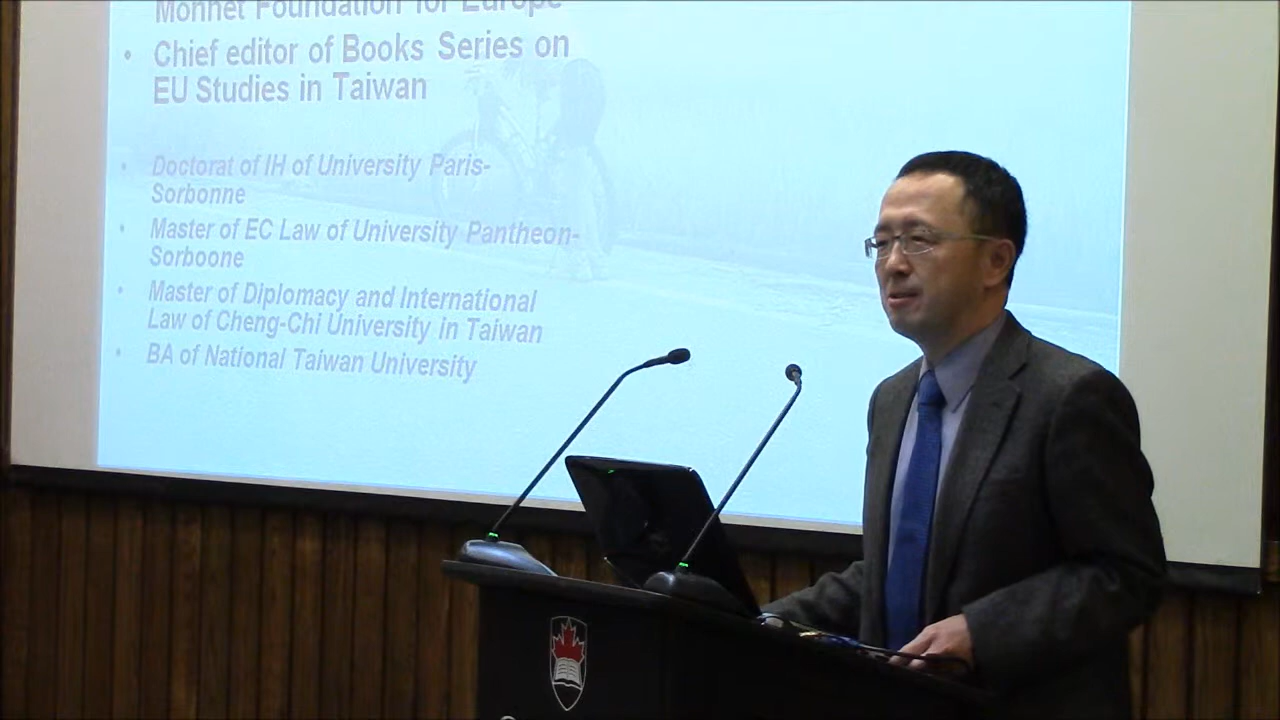 Monnet Foundation for Europe
• Chief editor of Books Series on
EU Studies in Taiwan
• Doctorat of IH of University Paris-
Sorbonne
• Master of EC Law of University Pantheon-
Sorboone
• Master of Diplomacy and International
Law of Cheng-Chi University in Taiwan
• BA of National Taiwan University